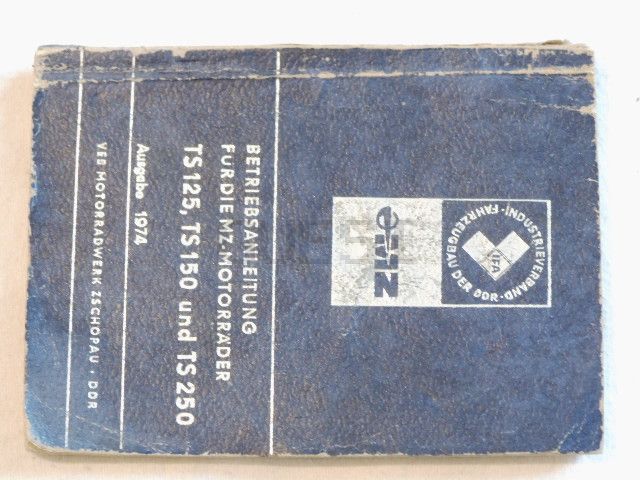 INDUSTRIEVERBAND
FAHRZEUGBAU DER DDR
IFA
MZ
BETRIEBSANLEITUNG
FÜR DIE MZ-MOTORRÄDER
TS 125, TS 150 und TS 250
Ausgabe 1974
VEB MOTORRADWERK ZSCHOPAU · DDR